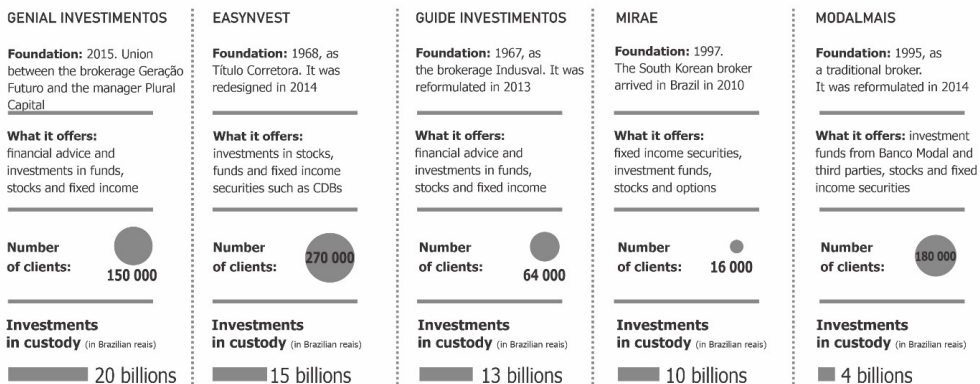 GENIAL INVESTIMENTOS
Foundation: 2015. Union
between the brokerage Geração
Futuro and the manager Plural
Capital
What it offers:
financial advice and
investments in funds,
stocks and fixed income
Number
of clients:
150 000
Investments
in custody (in Brazilian reais)
20 billions
EASYNVEST
Foundation: 1968, as
Título Corretora. It was
redesigned in 2014
What it offers:
investments in stocks,
funds and fixed income
securities such as CDBs
Number
of clients:
270 000
Investments
in custody (in Brazilian reais)
15 billions
GUIDE INVESTIMENTOS
Foundation: 1967, as
the brokerage Indusval. It was
reformulated in 2013
What it offers:
financial advice and
investments in funds,
stocks and fixed income
Number
of clients:
64 000
Investments
in custody (in Brazilian reais)
13 billions
MIRAE
Foundation: 1997.
The South Korean broker
arrived in Brazil in 2010
What it offers:
fixed income securities,
investment funds,
stocks and options
Number
of clients:
16 000
Investments
in custody (in Brazilian reais)
10 billions
MODALMAIS
Foundation: 1995, as
a traditional broker.
It was reformulated in 2014
What it offers: investment
funds from Banco Modal and
third parties, stocks and fixed
income securities
Number
of clients:
180 000
Investments
in custody (in Brazilian reais)
4 billions